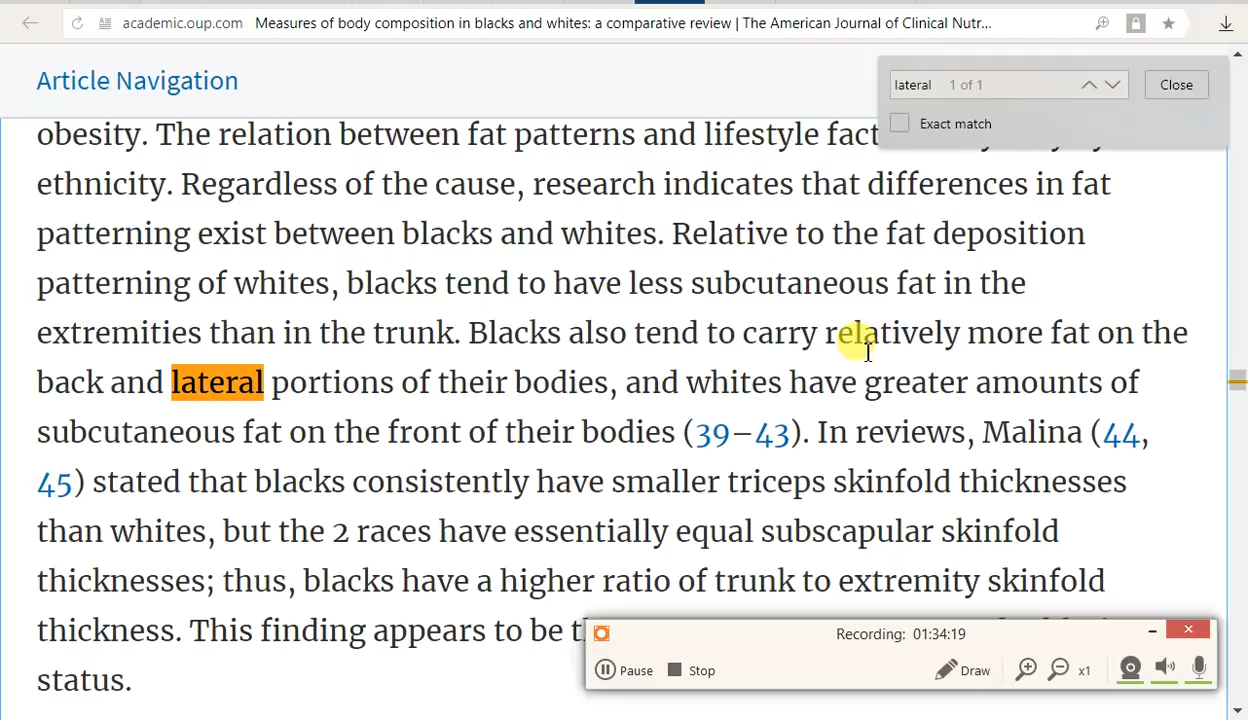 academic.oup.com Measures of body composition in blacks and whites: a comparative review | The American Journal of Clinical Nutr...
Article Navigation
lateral 1 of 1 Close
Exact match
obesity. The relation between fat patterns and lifestyle
ethnicity. Regardless of the cause, research indicates that differences in fat
patterning exist between blacks and whites. Relative to the fat deposition
patterning of whites, blacks tend to have less subcutaneous fat in the
extremities than in the trunk. Blacks also tend to carry relatively more fat on the
back and lateral portions of their bodies, and whites have greater amounts of
subcutaneous fat on the front of their bodies (39–43). In reviews, Malina (44,
45) stated that blacks consistently have smaller triceps skinfold thicknesses
than whites, but the 2 races have essentially equal subscapular skinfold
thicknesses; thus, blacks have a higher ratio of trunk to extremity skinfold
thickness. This finding appears to be
status.
Recording: 01:34:19
Pause Stop Draw x1